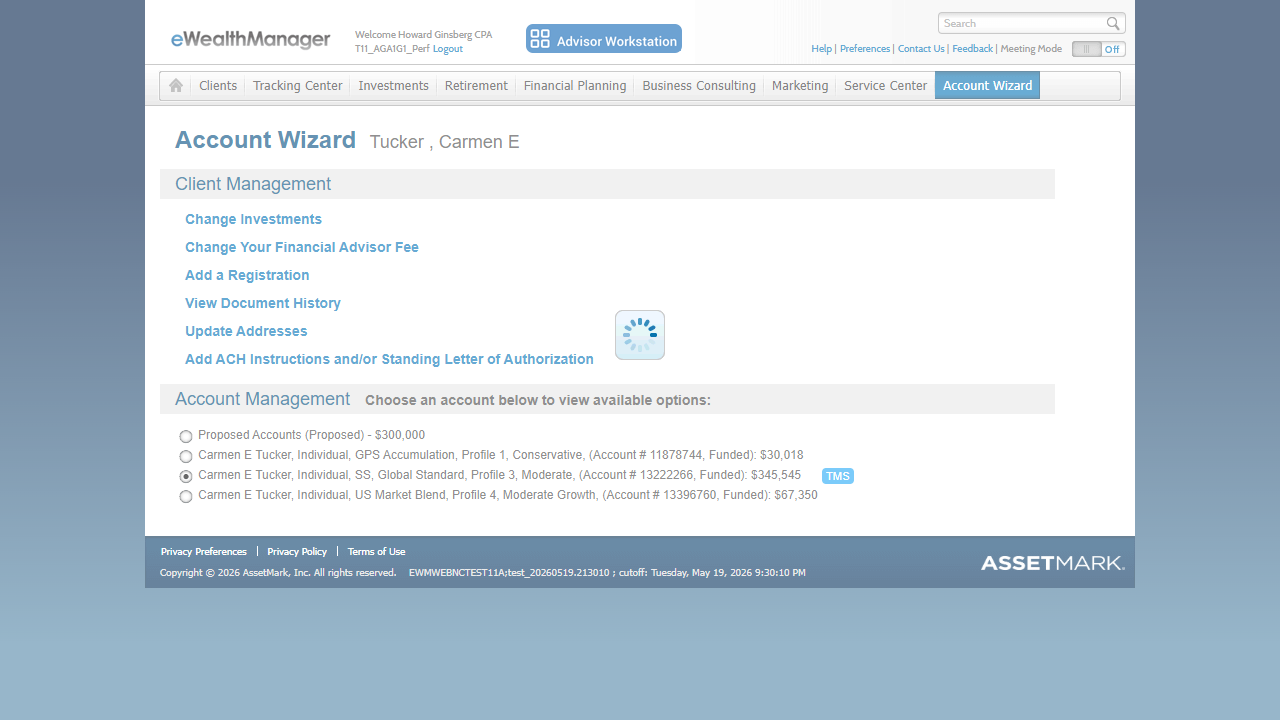 eWealthManager
Welcome Howard Ginsberg CPA
T11_AGA1G1_Perf Logout
Advisor Workstation
Search
Help | Preferences | Contact Us | Feedback | Meeting Mode Off
Clients Tracking Center Investments Retirement Financial Planning Business Consulting Marketing Service Center Account Wizard
Account Wizard Tucker , Carmen E
Client Management
Change Investments
Change Your Financial Advisor Fee
Add a Registration
View Document History
Update Addresses
Add ACH Instructions and/or Standing Letter of Authorization
Account Management Choose an account below to view available options:
Proposed Accounts (Proposed) - $300,000
Carmen E Tucker, Individual, GPS Accumulation, Profile 1, Conservative, (Account # 11878744, Funded): $30,018
Carmen E Tucker, Individual, SS, Global Standard, Profile 3, Moderate, (Account # 13222266, Funded): $345,545 TMS
Carmen E Tucker, Individual, US Market Blend, Profile 4, Moderate Growth, (Account # 13396760, Funded): $67,350
Privacy Preferences | Privacy Policy | Terms of Use
Copyright © 2026 AssetMark, Inc. All rights reserved. EWMWEBNCTEST11A;test_20260519.213010 ; cutoff: Tuesday, May 19, 2026 9:30:10 PM
ASSETMARK.